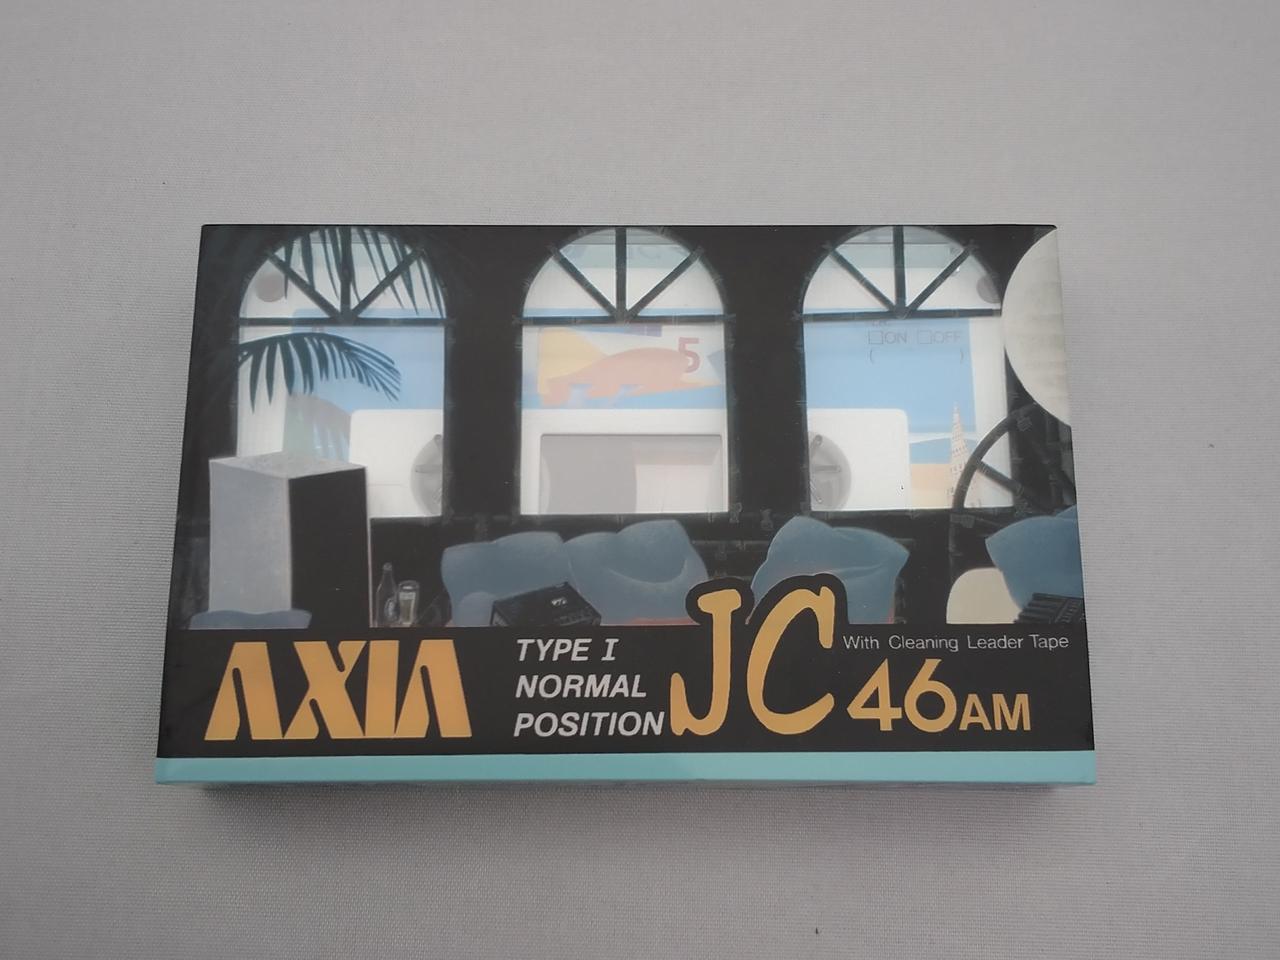 5
□ON □OFF
( )
AXIA
TYPE I
NORMAL
POSITION
JC
With Cleaning Leader Tape
46AM